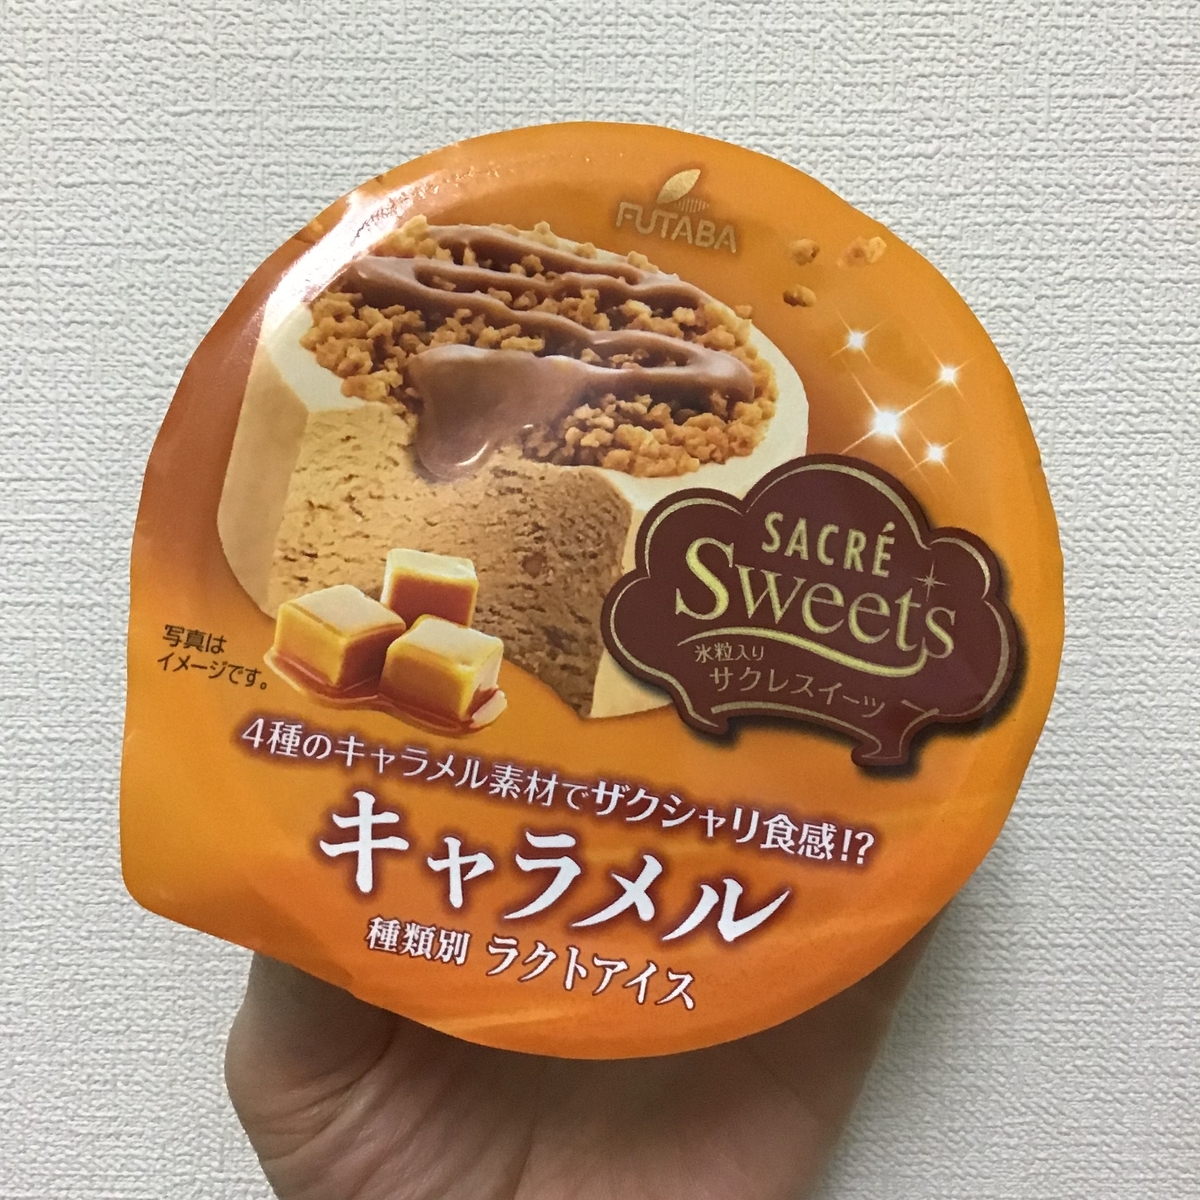 FUTABA
SACRÉ
Sweets
氷粒入り
サクレスイーツ
写真は
イメージです。
4種のキャラメル素材でザクシャリ食感!?
キャラメル
種類別 ラクトアイス